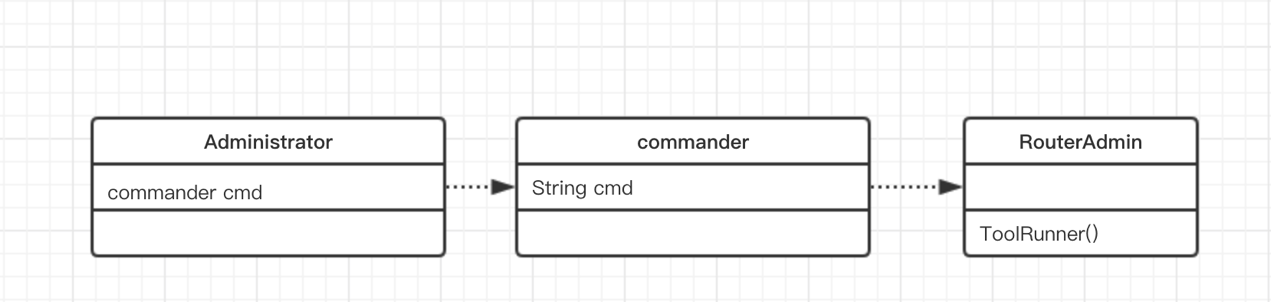 Administrator
commander cmd
commander
String cmd
RouterAdmin
ToolRunner()